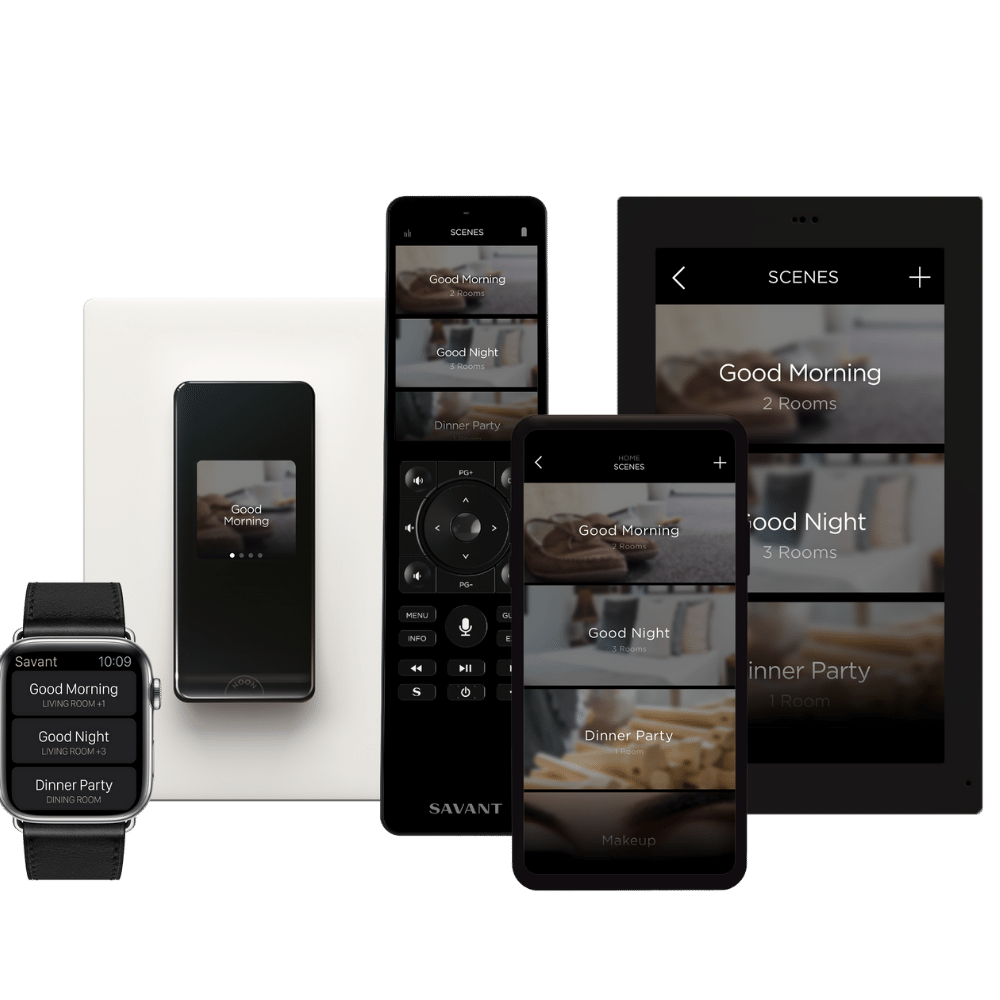 Savant 10:09
Good Morning
LIVING ROOM +1
Good Night
LIVING ROOM +3
Dinner Party
DINING ROOM
Good
Morning
NOON
SCENES
Good Morning
2 Rooms
Good Night
3 Rooms
Dinner Party
PG+
PG-
MENU
GU
INFO
E
S
SAVANT
HOME
SCENES
Good Morning
2 Rooms
Good Night
3 Rooms
Dinner Party
1 Room
Makeup
SCENES
Good Morning
2 Rooms
ood Night
3 Rooms
inner Party
1 Room